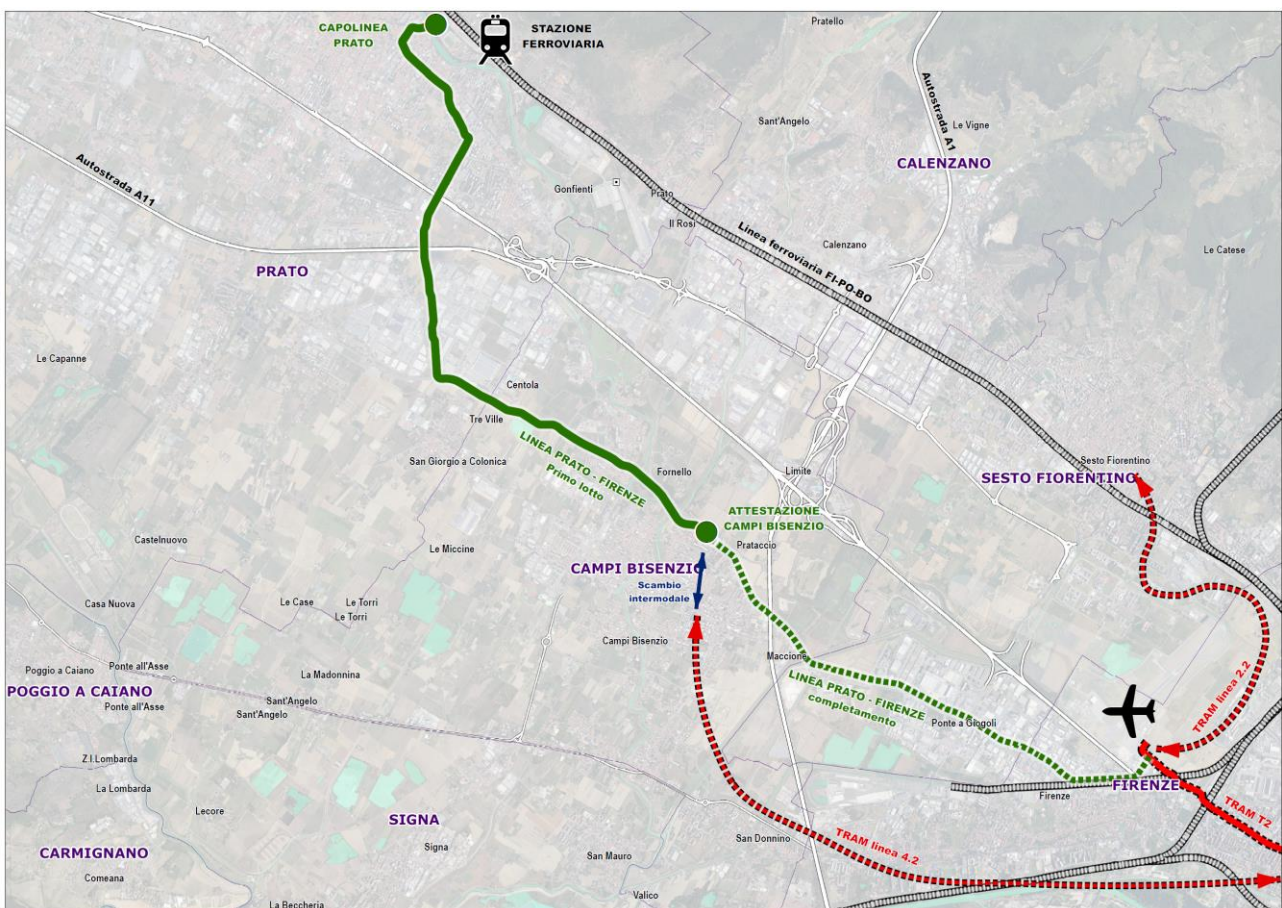 CAPOLINEA
PRATO
STAZIONE
FERROVIARIA
Pratello
Autostrada A1
Sant'Angelo
Le Vigne
CALENZANO
Autostrada A11
Gonfienti
Prato
Il Rosi
Linea ferroviaria FI-PO-BO
Calenzano
Le Catese
PRATO
Le Capanne
Centola
Tre Ville
LINEA PRATO - FIRENZE
Primo lotto
San Giorgio a Colonica
Fornello
Limite
Sesto Fiorentino
SESTO FIORENTINO
ATTESTAZIONE
CAMPI BISENZIO
Castelnuovo
Le Miccine
Prataccio
CAMPI BISENZIO
Scambio
intermodale
Casa Nuova
Le Case
Le Torri
Le Torri
Campi Bisenzio
Maccione
Poggio a Caiano
Ponte all'Asse
La Madonnina
LINEA PRATO - FIRENZE
completamento
TRAM linea 2.2
POGGIO A CAIANO
Ponte all'Asse
Sant'Angelo
Sant'Angelo
Ponte a Giogoli
Z.I.Lombarda
La Lombarda
FIRENZE
Firenze
Lecore
SIGNA
Signa
TRAM T2
San Donnino
TRAM linea 4.2
CARMIGNANO
Comeana
San Mauro
Valico
La Beccheria